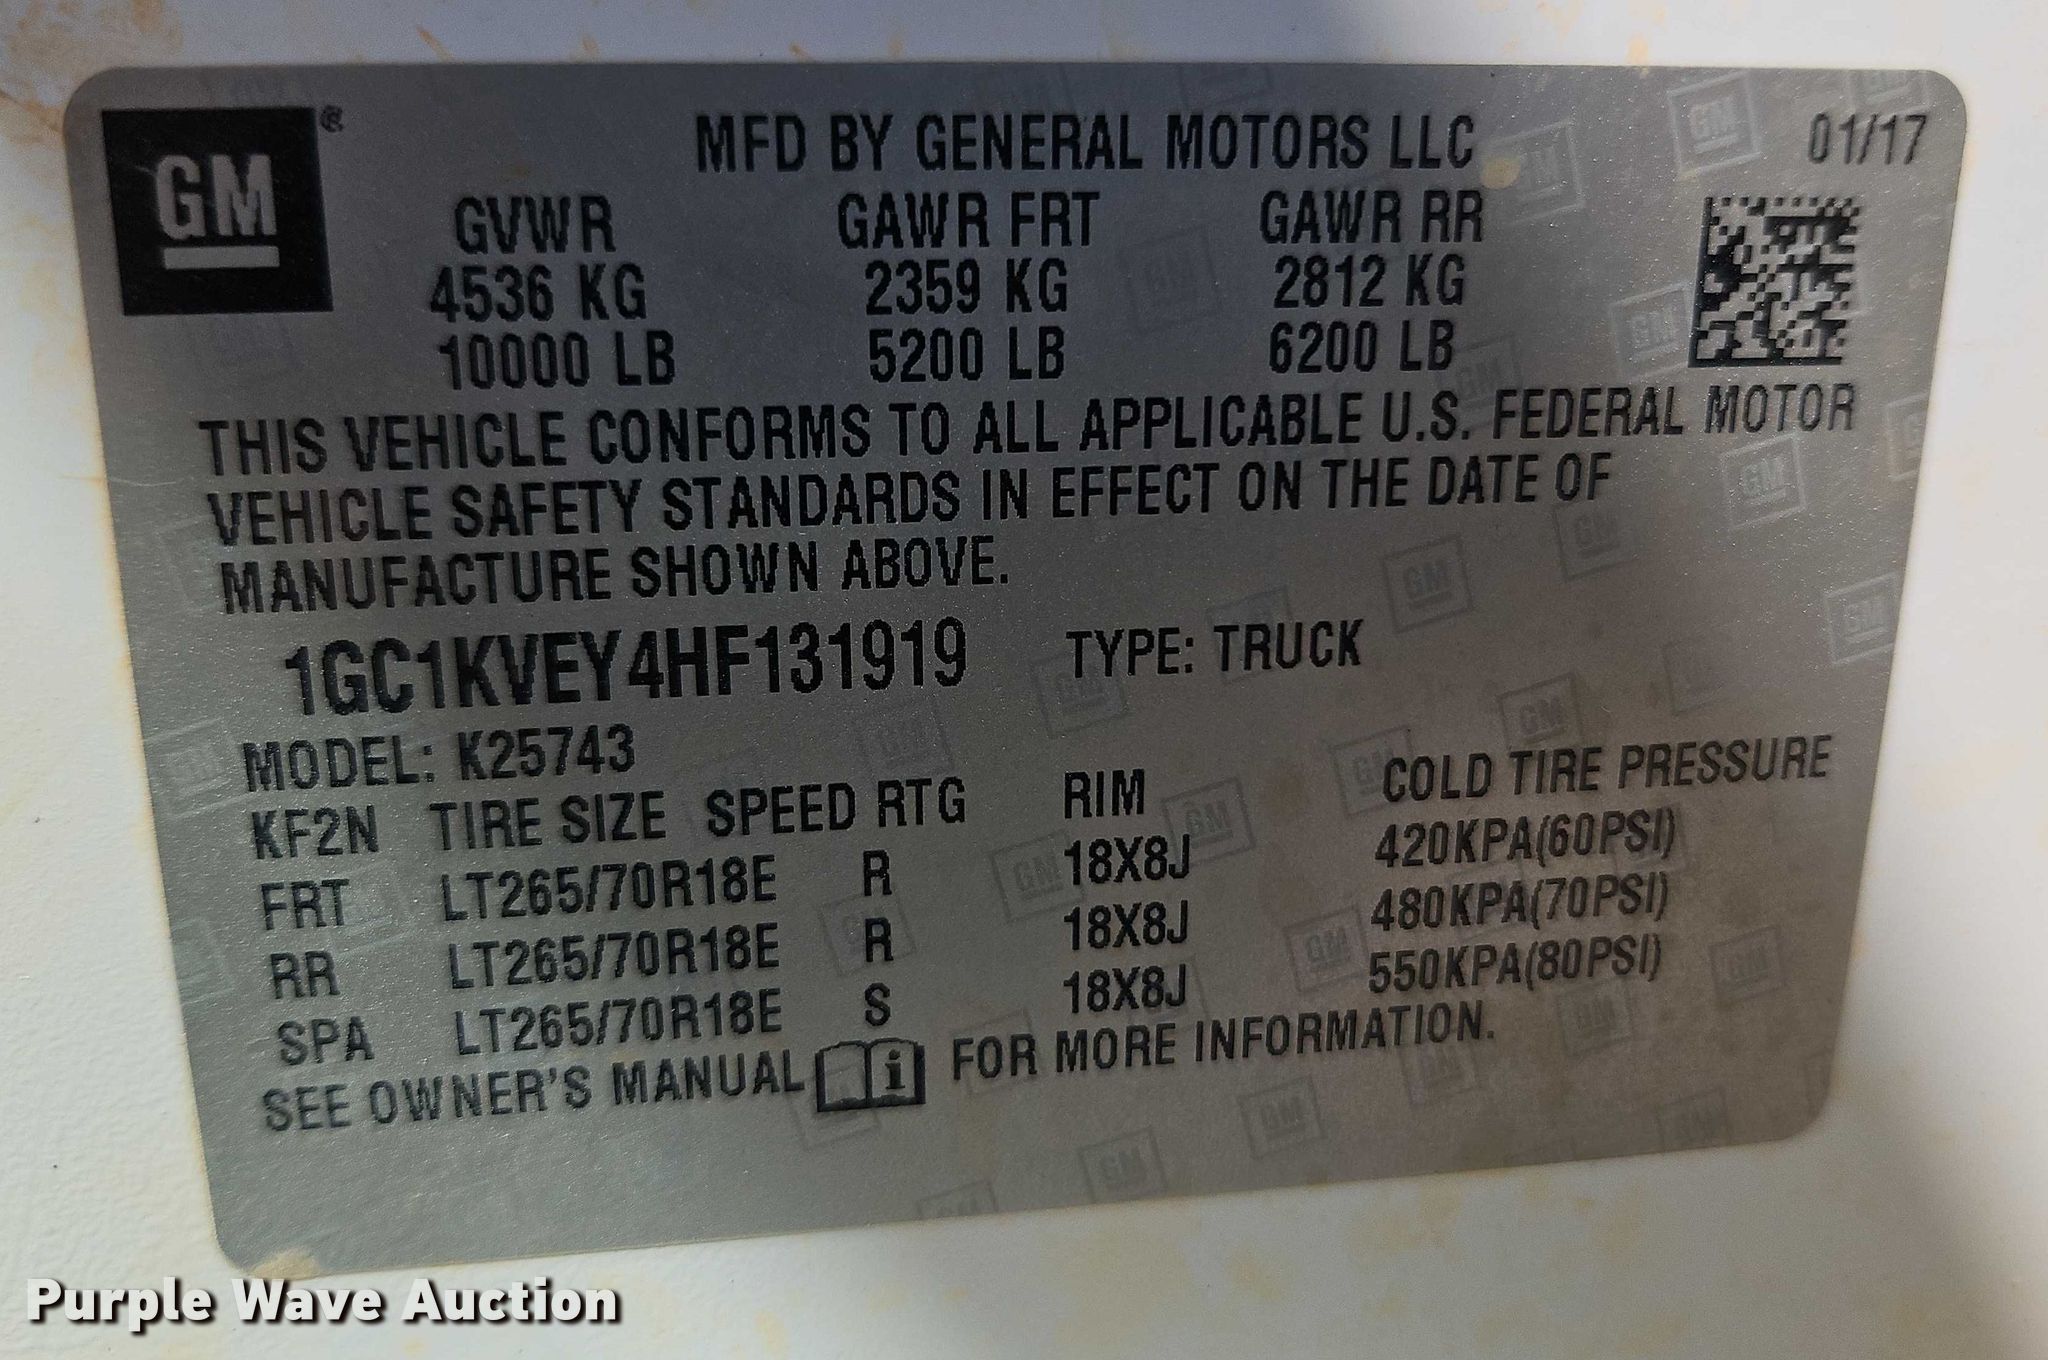 GM®
MFD BY GENERAL MOTORS LLC 01/17
GVWR GAWR FRT GAWR RR
4536 KG 2359 KG 2812 KG
10000 LB 5200 LB 6200 LB
THIS VEHICLE CONFORMS TO ALL APPLICABLE U.S. FEDERAL MOTOR
VEHICLE SAFETY STANDARDS IN EFFECT ON THE DATE OF
MANUFACTURE SHOWN ABOVE.
1GC1KVEY4HF131919 TYPE: TRUCK
MODEL: K25743
KF2N TIRE SIZE SPEED RTG RIM COLD TIRE PRESSURE
FRT LT265/70R18E R 18X8J 420KPA(60PSI)
RR LT265/70R18E R 18X8J 480KPA(70PSI)
SPA LT265/70R18E S 18X8J 550KPA(80PSI)
SEE OWNER'S MANUAL i FOR MORE INFORMATION.
Purple Wave Auction